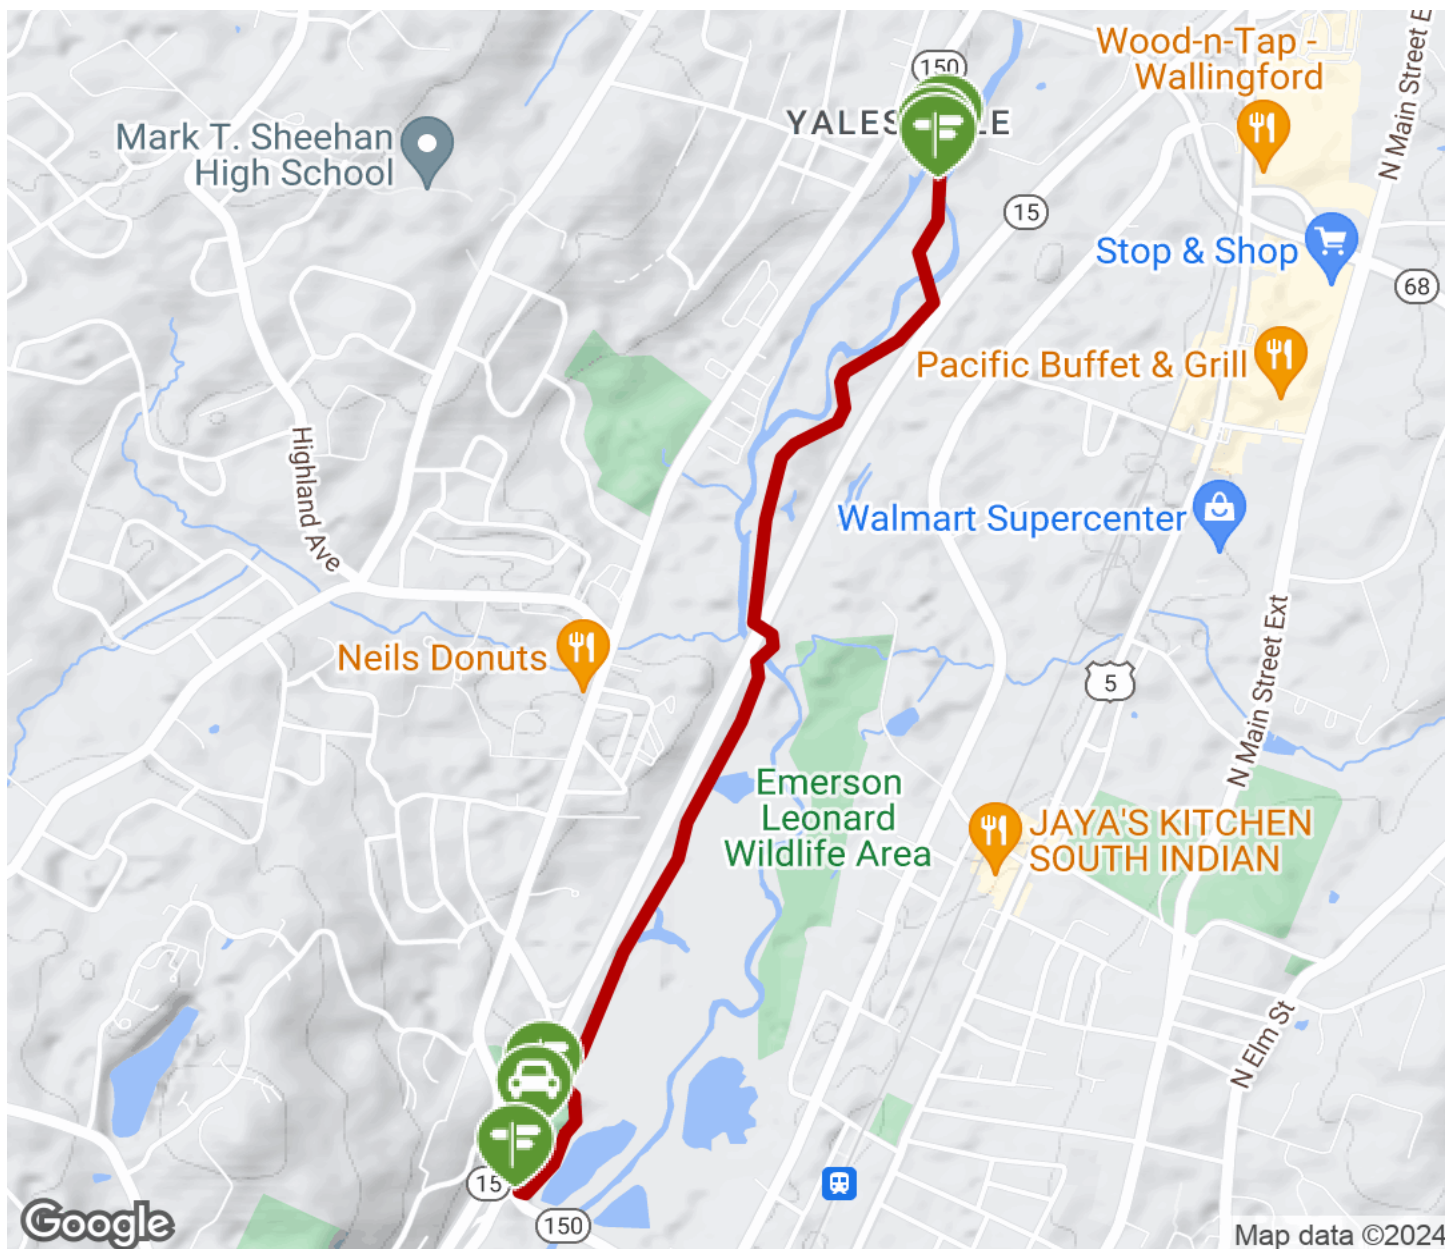 Wood-n-Tap -
Wallingford
150
YALES LE
Mark T. Sheehan
High School
N Main Street E
15
Stop & Shop
68
Pacific Buffet & Grill
Highland Ave
Walmart Supercenter
Neils Donuts
5
N Main Street Ext
Emerson
Leonard
Wildlife Area
JAYA'S KITCHEN
SOUTH INDIAN
N Elm St
15
150
Google
Map data ©2024